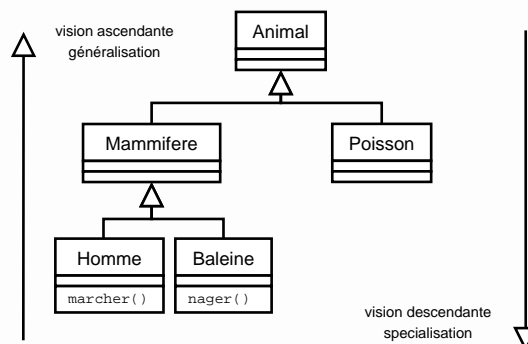 vision ascendante
généralisation
Animal
Mammifere
Poisson
Homme
marcher()
Baleine
nager()
vision descendante
specialisation